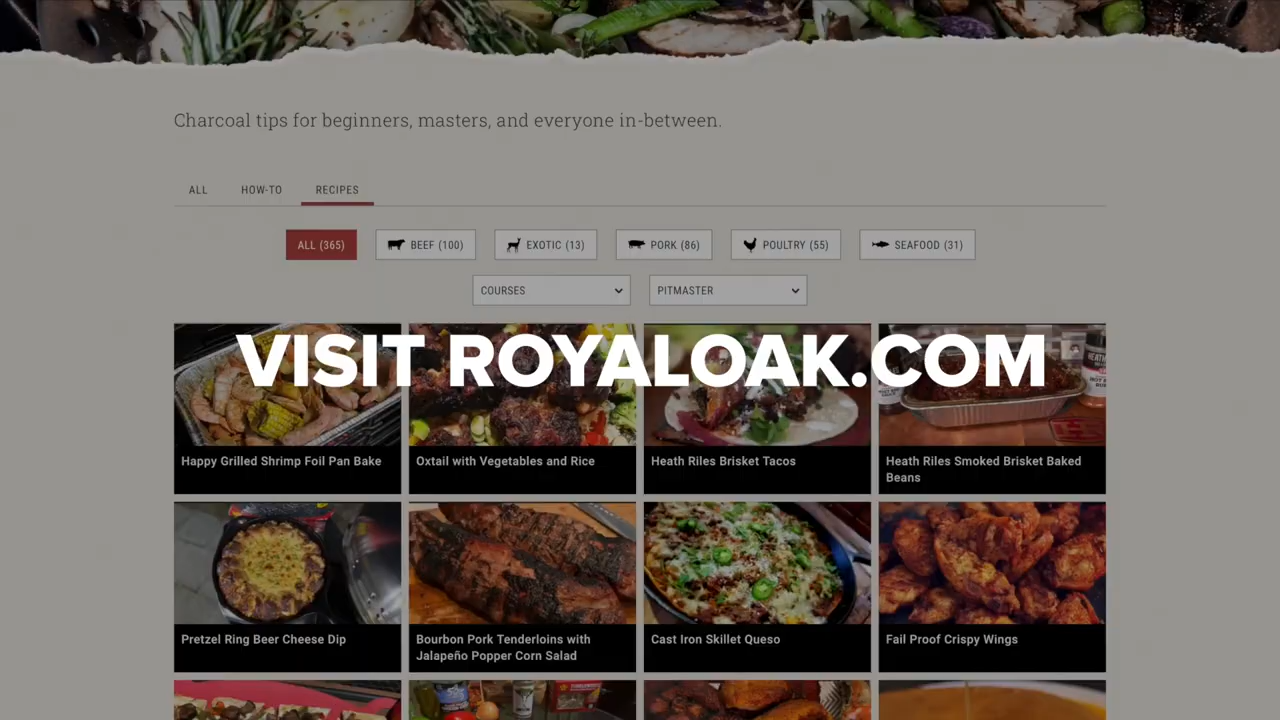 Charcoal tips for beginners, masters, and everyone in-between.
ALL HOW-TO RECIPES
ALL (365) BEEF (100) EXOTIC (13) PORK (86) POULTRY (55) SEAFOOD (31)
COURSES PITMASTER
VISIT ROYALOAK.COM
Happy Grilled Shrimp Foil Pan Bake
Oxtail with Vegetables and Rice
Heath Riles Brisket Tacos
Heath Riles Smoked Brisket Baked
Beans
Pretzel Ring Beer Cheese Dip
Bourbon Pork Tenderloins with
Jalapeño Popper Corn Salad
Cast Iron Skillet Queso
Fail Proof Crispy Wings